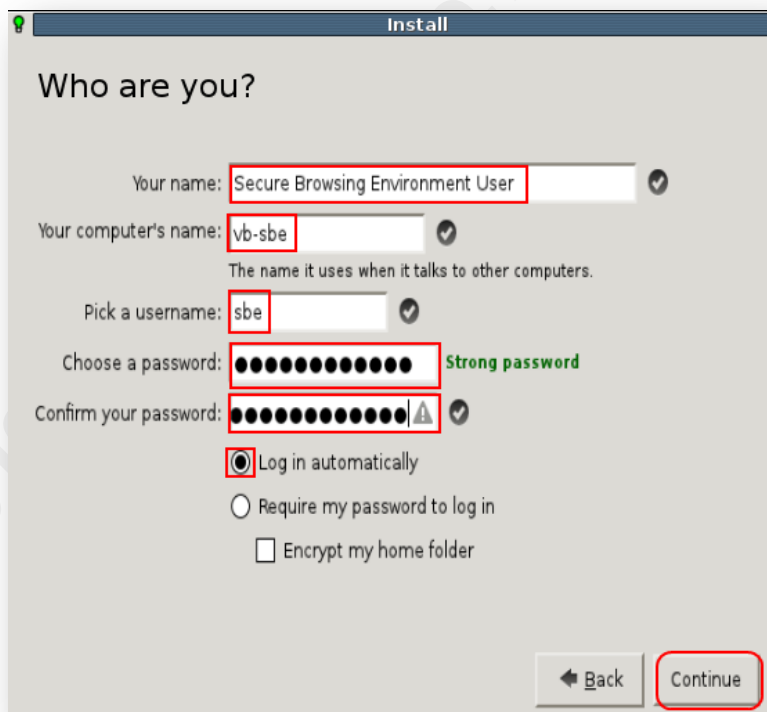 Install
Who are you?
Your name: Secure Browsing Environment User
Your computer's name: vb-sbe
The name it uses when it talks to other computers.
Pick a username: sbe
Choose a password: ●●●●●●●●●●●● Strong password
Confirm your password: ●●●●●●●●●●●●
Log in automatically
Require my password to log in
Encrypt my home folder
Back
Continue